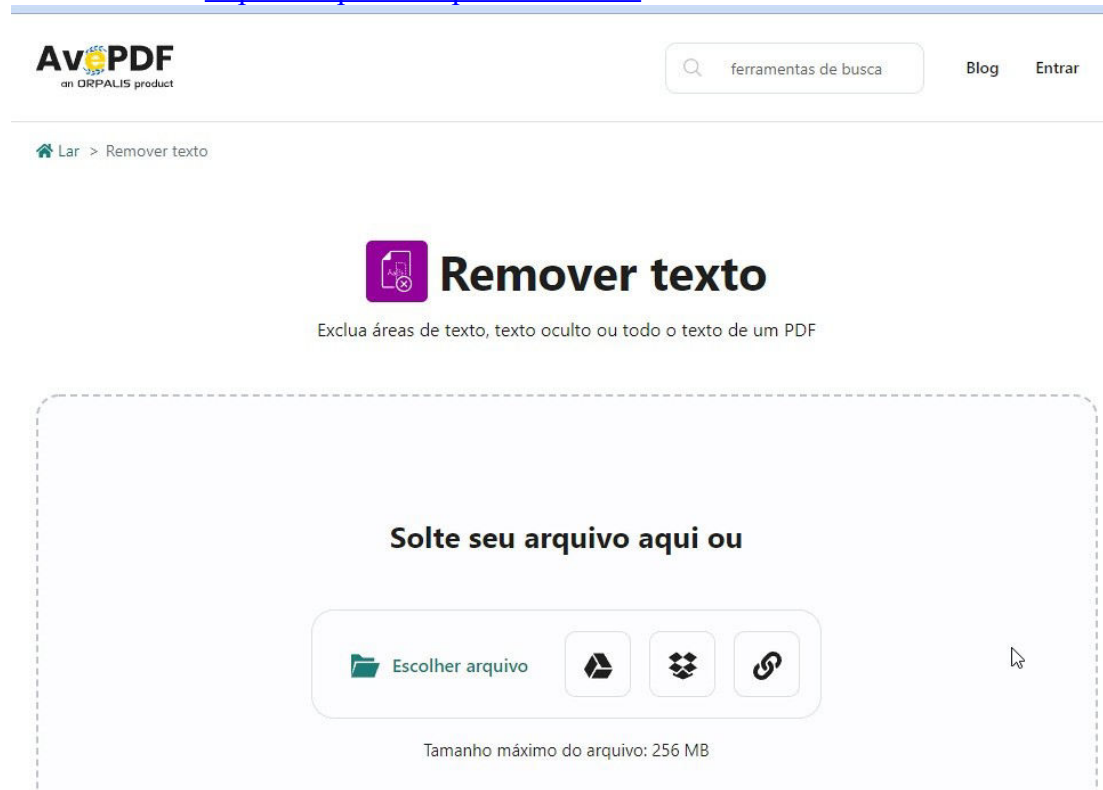 AvePDF
an ORPALIS product
ferramentas de busca
Blog
Entrar
Lar > Remover texto
Remover texto
Exclua áreas de texto, texto oculto ou todo o texto de um PDF
Solte seu arquivo aqui ou
Escolher arquivo
Tamanho máximo do arquivo: 256 MB